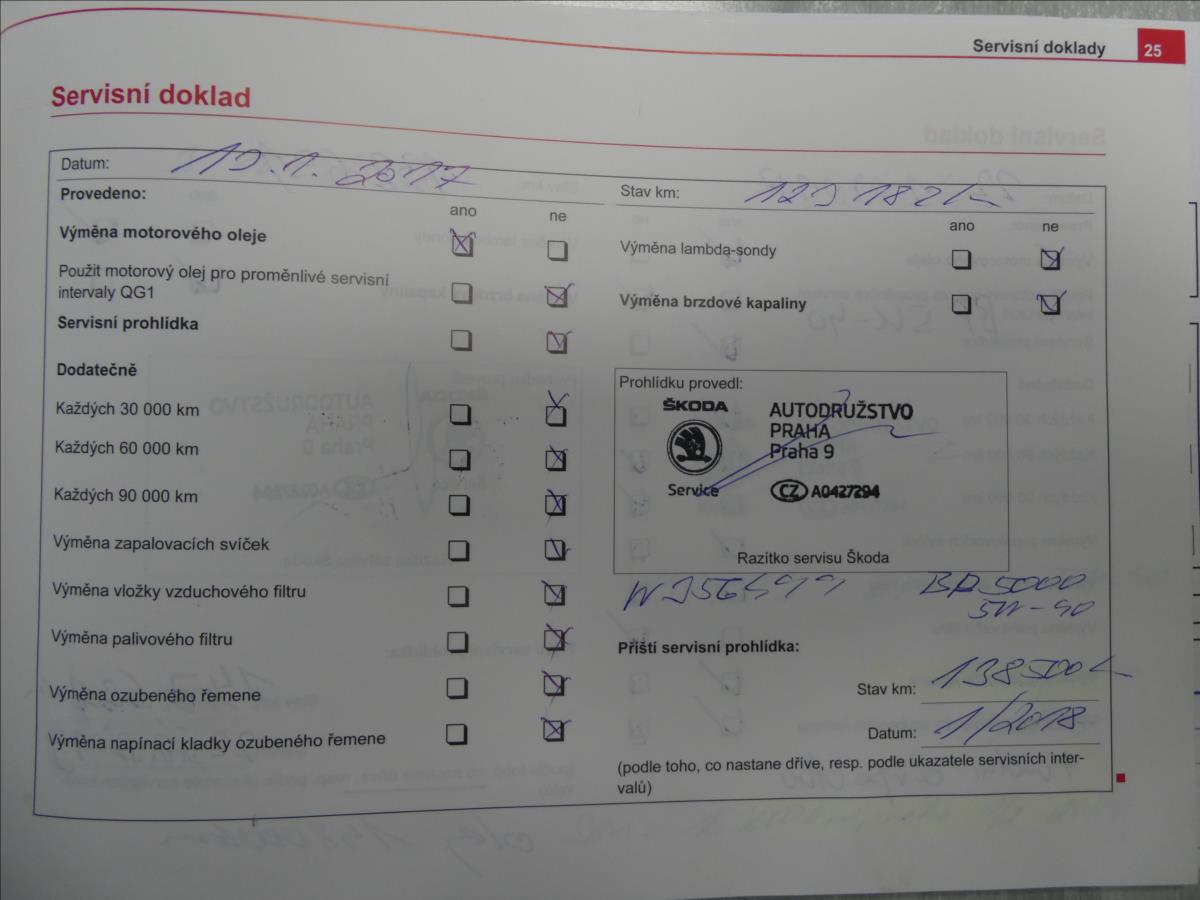 Servisní doklady
25
Servisní doklad
Datum: 19.1.2017
Provedeno:
ano ne
Výměna motorového oleje
Použit motorový olej pro proměnlivé servisní
intervaly QG1
Servisní prohlídka
Dodatečně
Každých 30 000 km
Každých 60 000 km
Každých 90 000 km
Výměna zapalovacích svíček
Výměna vložky vzduchového filtru
Výměna palivového filtru
Výměna ozubeného řemene
Výměna napínací kladky ozubeného řemene
Stav km:
ano ne
Výměna lambda-sondy
Výměna brzdové kapaliny
Prohlídku provedl:
ŠKODA
Service
AUTODRUŽSTVO
PRAHA
Praha 9
CZ A0427294
Razítko servisu Škoda
5W-40
Příští servisní prohlídka:
Stav km: 138500
Datum: 1/2018
(podle toho, co nastane dříve, resp. podle ukazatele servisních inter-
valů)